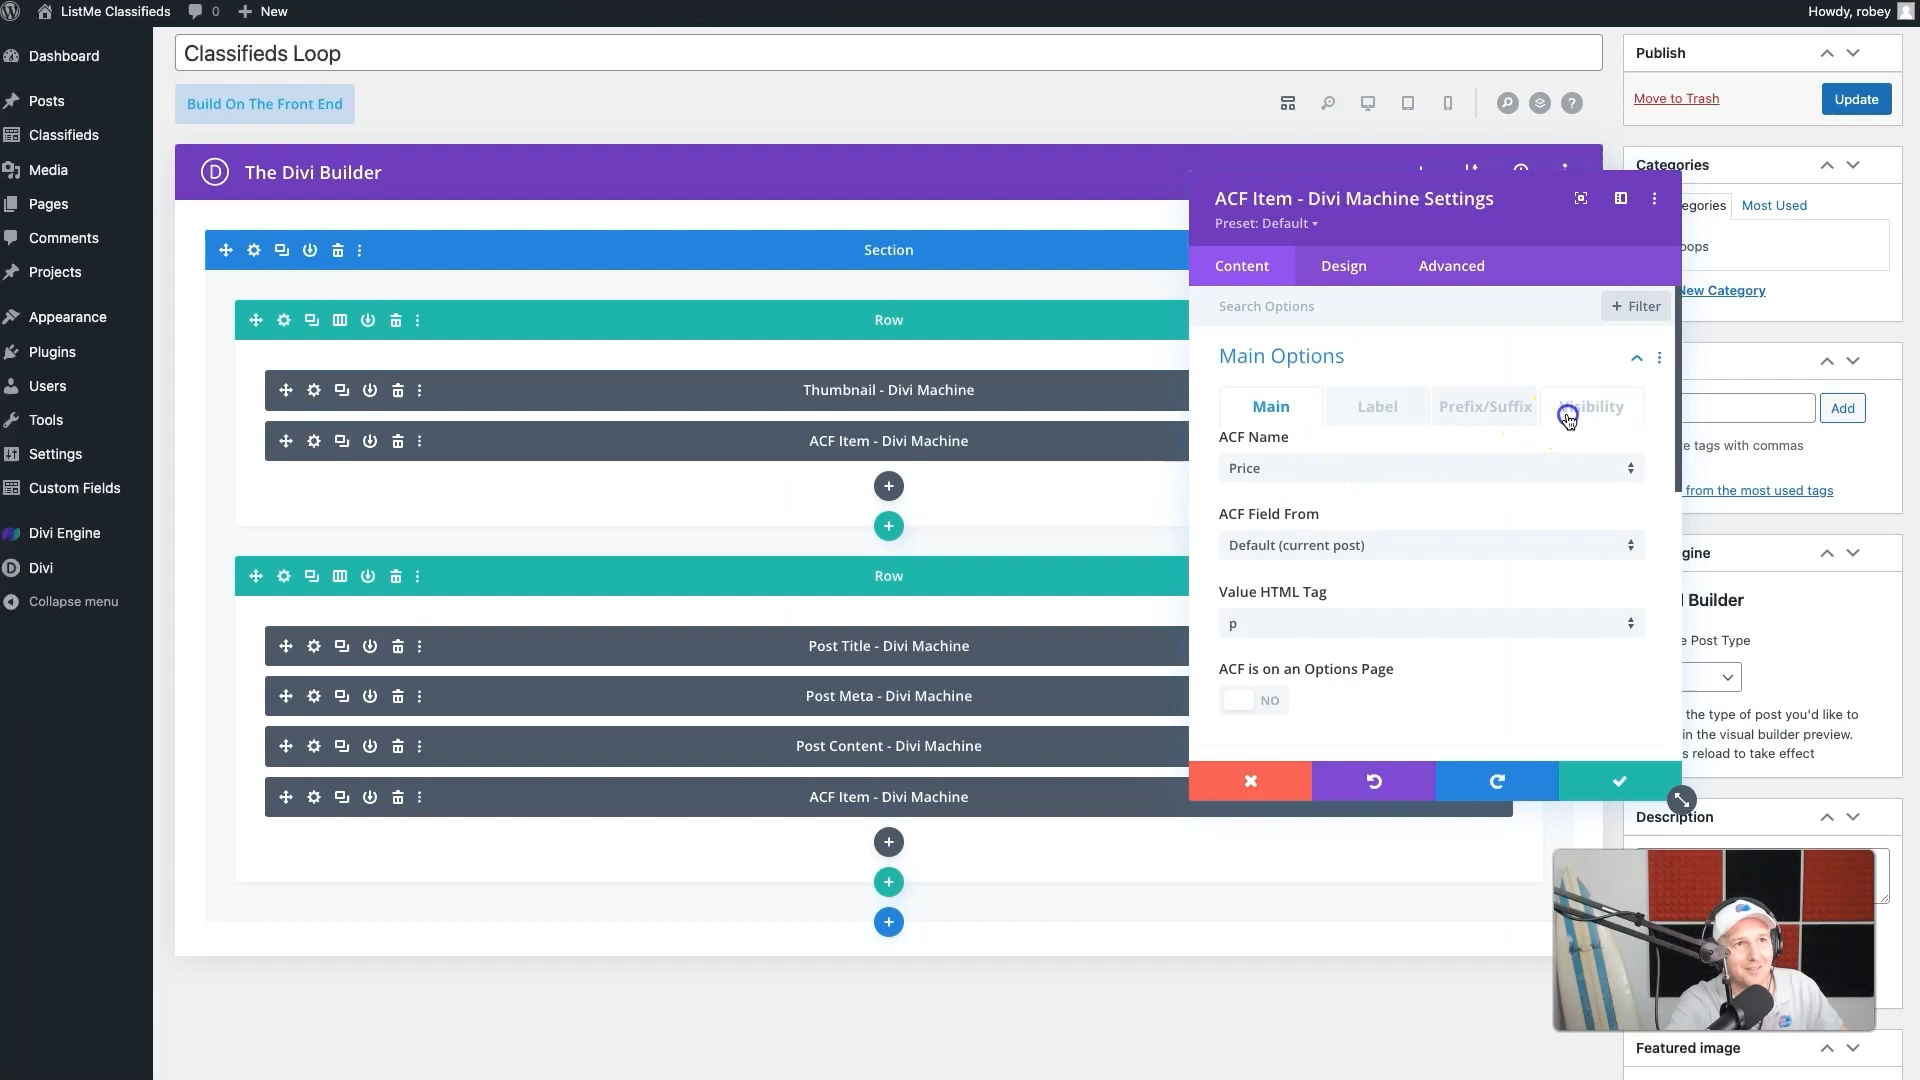 ListMe Classifieds
0
New
Howdy, robey
Dashboard
Posts
Classifieds
Media
Pages
Comments
Projects
Appearance
Plugins
Users
Tools
Settings
Custom Fields
Divi Engine
Divi
Collapse menu
Classifieds Loop
Build On The Front End
?
D
The Divi Builder
Section
Row
Thumbnail - Divi Machine
ACF Item - Divi Machine
Row
Post Title - Divi Machine
Post Meta - Divi Machine
Post Content - Divi Machine
ACF Item - Divi Machine
ACF Item - Divi Machine Settings
Preset: Default
Content
Design
Advanced
Search Options
+ Filter
Main Options
Main
Label
Prefix/Suffix
Visibility
ACF Name
Price
ACF Field From
Default (current post)
Value HTML Tag
p
ACF is on an Options Page
NO
Publish
Move to Trash
Update
Categories
egories
Most Used
oops
New Category
Add
te tags with commas
from the most used tags
gine
Builder
e Post Type
the type of post you'd like to
in the visual builder preview.
s reload to take effect
Description
Featured image